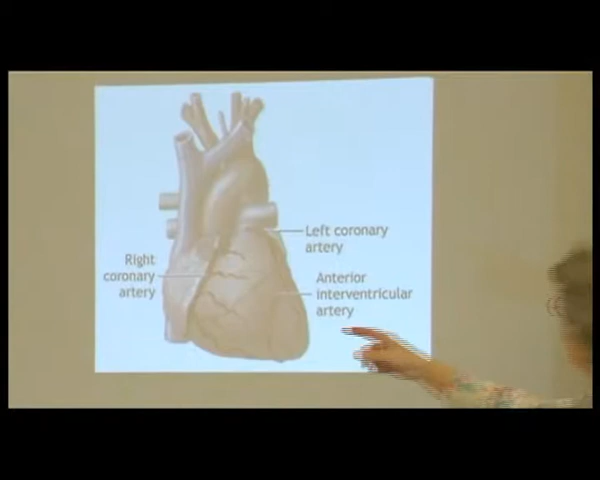 Left coronary
artery
Right
coronary
artery
Anterior
interventricular
artery